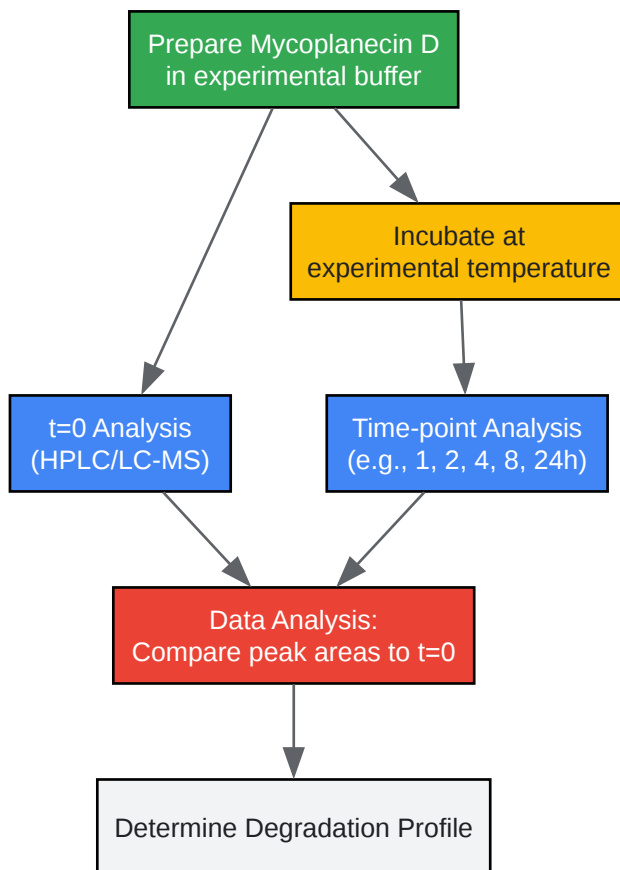 Prepare Mycoplanecin D
in experimental buffer
Incubate at
experimental temperature
t=0 Analysis
(HPLC/LC-MS)
Time-point Analysis
(e.g., 1, 2, 4, 8, 24h)
Data Analysis:
Compare peak areas to t=0
Determine Degradation Profile